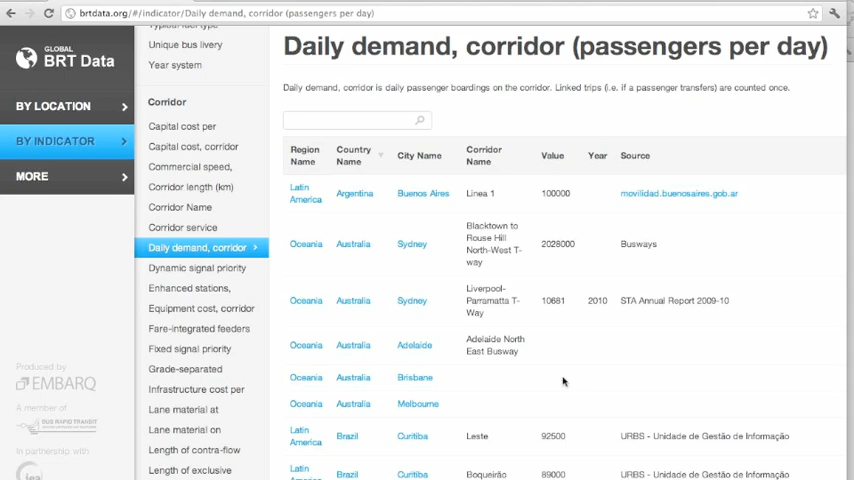 brtdata.org/#/indicator/Daily demand, corridor (passengers per day)
GLOBAL
BRT Data
BY LOCATION
BY INDICATOR
MORE
Produced by
EMBARQ
A member of
BUS RAPID TRANSIT
In partnership with
iea
Typical fuel type
Unique bus livery
Year system
Corridor
Capital cost per
Capital cost, corridor
Commercial speed,
Corridor length (km)
Corridor Name
Corridor service
Daily demand, corridor
Dynamic signal priority
Enhanced stations,
Equipment cost, corridor
Fare-integrated feeders
Fixed signal priority
Grade-separated
Infrastructure cost per
Lane material at
Lane material on
Length of contra-flow
Length of exclusive
Daily demand, corridor (passengers per day)
Daily demand, corridor is daily passenger boardings on the corridor. Linked trips (i.e. if a passenger transfers) are counted once.
Region Name Country Name City Name Corridor Name Value Year Source
Latin America Argentina Buenos Aires Linea 1 100000 movilidad.buenosaires.gob.ar
Oceania Australia Sydney Blacktown to Rouse Hill North-West T-way 2028000 Busways
Oceania Australia Sydney Liverpool-Parramatta T-Way 10681 2010 STA Annual Report 2009-10
Oceania Australia Adelaide Adelaide North East Busway
Oceania Australia Brisbane
Oceania Australia Melbourne
Latin America Brazil Curitiba Leste 92500 URBS - Unidade de Gestão de Informação
Latin America Brazil Curitiba Boqueirão 89000 URBS - Unidade de Gestão de Informação